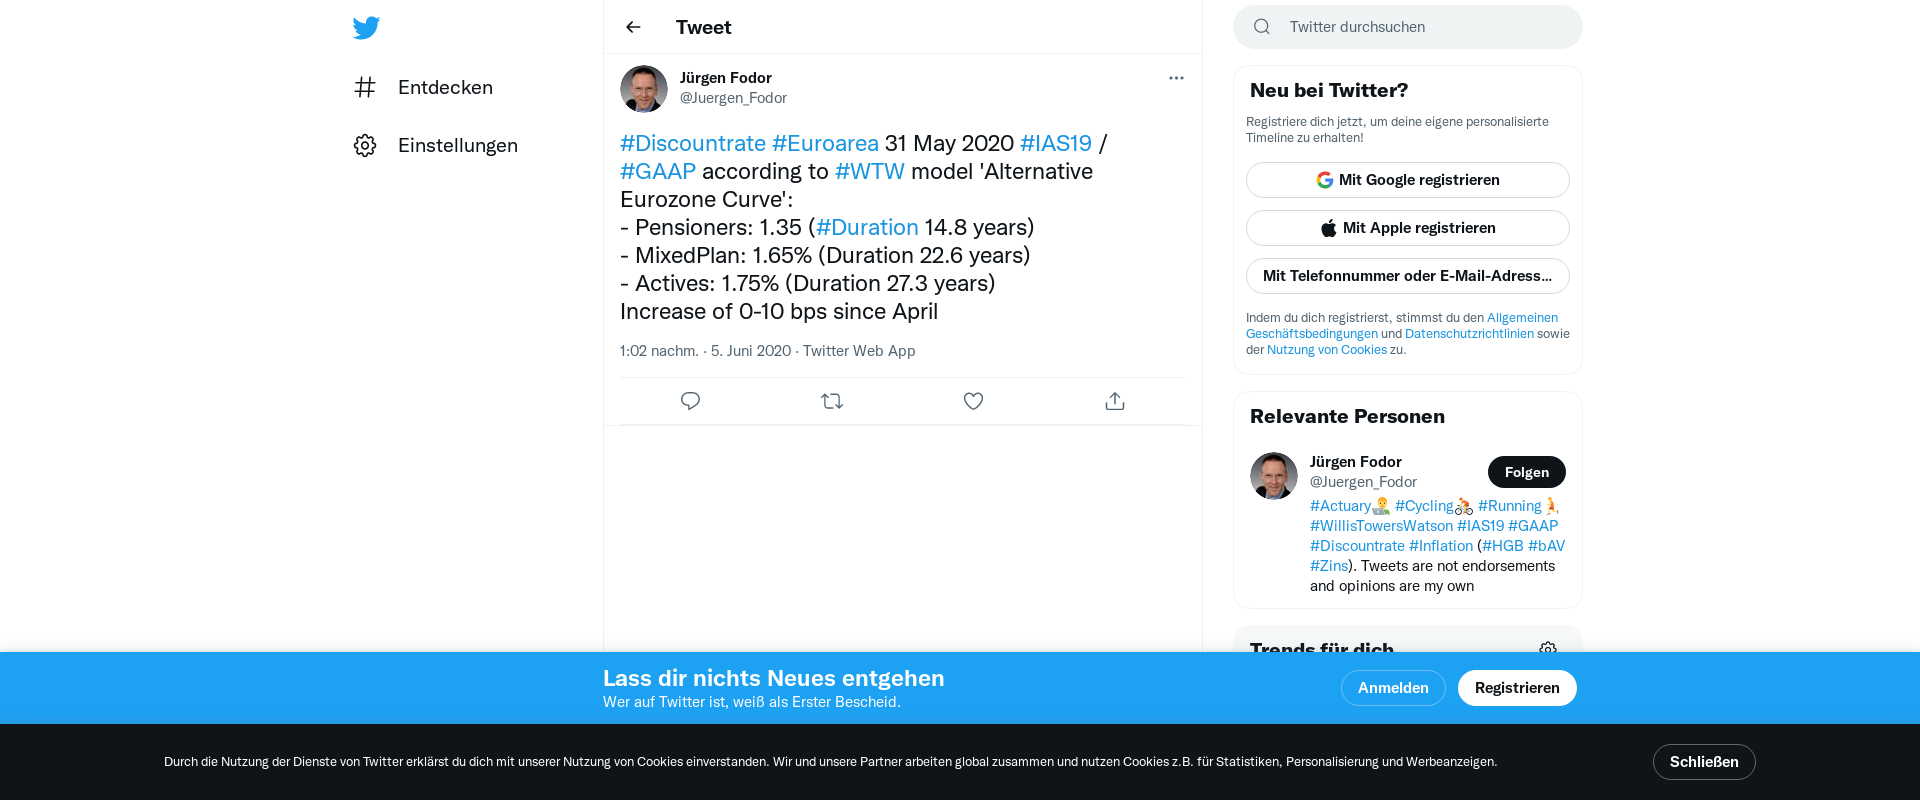 Entdecken
Einstellungen
Tweet
Jürgen Fodor
@Juergen_Fodor
#Discountrate #Euroarea 31 May 2020 #IAS19 /
#GAAP according to #WTW model 'Alternative
Eurozone Curve':
- Pensioners: 1.35 (#Duration 14.8 years)
- MixedPlan: 1.65% (Duration 22.6 years)
- Actives: 1.75% (Duration 27.3 years)
Increase of 0-10 bps since April
1:02 nachm. · 5. Juni 2020 · Twitter Web App
Twitter durchsuchen
Neu bei Twitter?
Registriere dich jetzt, um deine eigene personalisierte
Timeline zu erhalten!
Mit Google registrieren
Mit Apple registrieren
Mit Telefonnummer oder E-Mail-Adress…
Indem du dich registrierst, stimmst du den Allgemeinen
Geschäftsbedingungen und Datenschutzrichtlinien sowie
der Nutzung von Cookies zu.
Relevante Personen
Jürgen Fodor
@Juergen_Fodor
Folgen
#Actuary #Cycling #Running
#WillisTowersWatson #IAS19 #GAAP
#Discountrate #Inflation (#HGB #bAV
#Zins). Tweets are not endorsements
and opinions are my own
Trends für dich
Lass dir nichts Neues entgehen
Wer auf Twitter ist, weiß als Erster Bescheid.
Anmelden
Registrieren
Durch die Nutzung der Dienste von Twitter erklärst du dich mit unserer Nutzung von Cookies einverstanden. Wir und unsere Partner arbeiten global zusammen und nutzen Cookies z.B. für Statistiken, Personalisierung und Werbeanzeigen.
Schließen